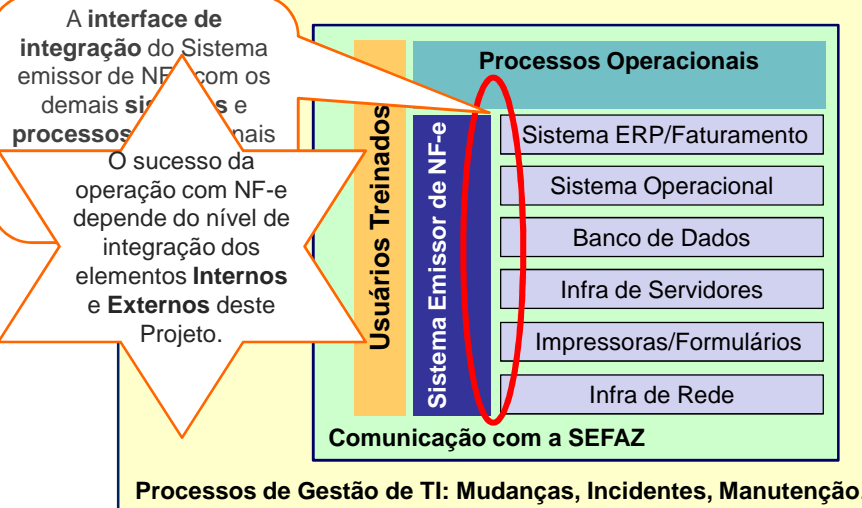 A interface de
integração do Sistema
emissor de NF com os
demais e
processos nais
O sucesso da
operação com NF-e
depende do nível de
integração dos
elementos Internos
e Externos deste
Projeto.
Usuários Treinados
Processos Operacionais
Sistema Emissor de NF-e
Sistema ERP/Faturamento
Sistema Operacional
Banco de Dados
Infra de Servidores
Impressoras/Formulários
Infra de Rede
Comunicação com a SEFAZ
Processos de Gestão de TI: Mudanças, Incidentes, Manutenção.